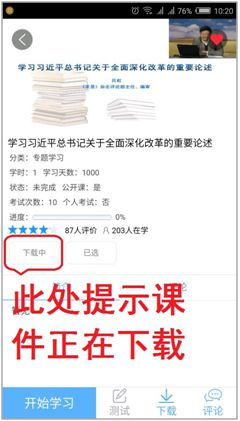 76% 10:20
学习习近平总书记关于全面深化改革的重要论述
学习习近平总书记关于全面深化改革的重要论述
分类：专题学习
学时：1 学习天数：1000
状态：未完成 公开课：是
考试次数：10 个人考试：否
进度： 0%
87人评价 203人在学
下载中 已选
此处提示课
件正在下载
开始学习 测试 下载 评论